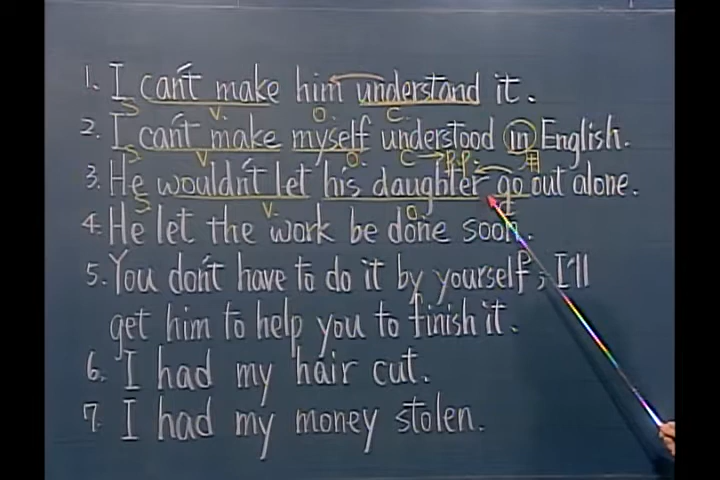 1. I can't make him understand it.
S V. O. C.
2. I can't make myself understood in English.
S V O. C → P.P. 用
3. He wouldn't let his daughter go out alone.
S V. O. C
4. He let the work be done soon.
5. You don't have to do it by yourself; I'll
get him to help you to finish it.
6. I had my hair cut.
7. I had my money stolen.